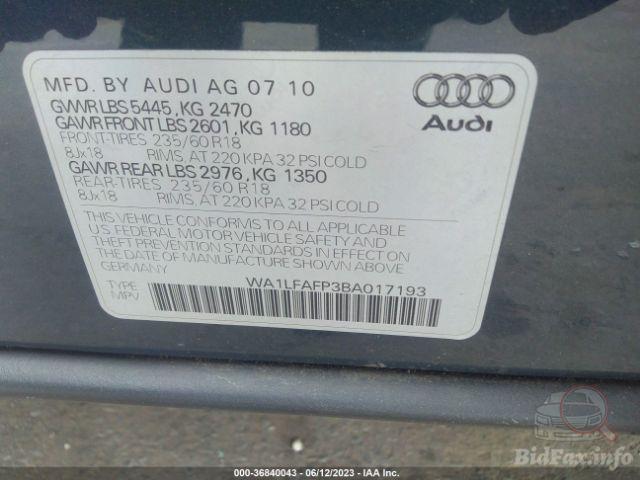 MFD. BY AUDI AG 07 10
GWWR LBS 5445, KG 2470
GAWR FRONT LBS 2601, KG 1180
FRONT-TIRES 235/60 R18
8Jx18 RIMS, AT 220 KPA 32 PSI COLD
GAWR REAR LBS 2976, KG 1350
REAR-TIRES 235/60 R18
8Jx18 RIMS, AT 220 KPA 32 PSI COLD
THIS VEHICLE CONFORMS TO ALL APPLICABLE
U.S. FEDERAL MOTOR VEHICLE SAFETY AND
THEFT PREVENTION STANDARDS IN EFFECT ON
THE DATE OF MANUFACTURE SHOWN ABOVE.
GERMANY
TYPE
MPV
WA1LFAFP3BA017193
Audi
000-36840043 - 06/12/2023 - IAA Inc.
BidFax.info